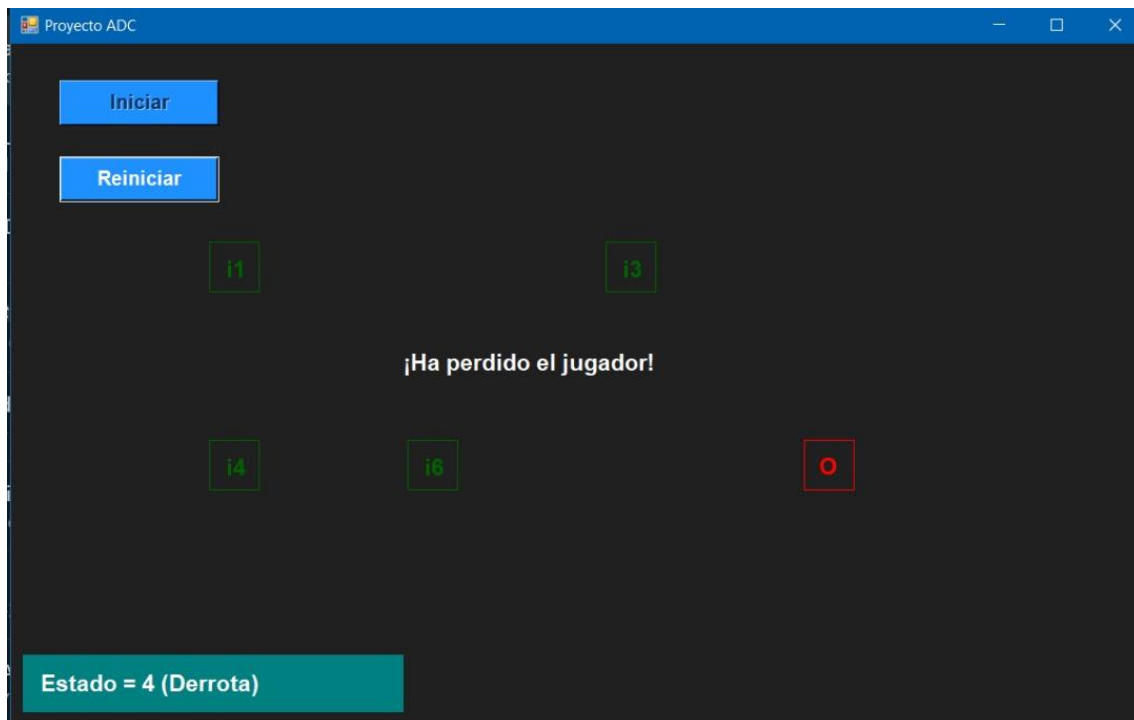 Proyecto ADC
Iniciar
Reiniciar
i1 i3
¡Ha perdido el jugador!
i4 i6 O
Estado = 4 (Derrota)